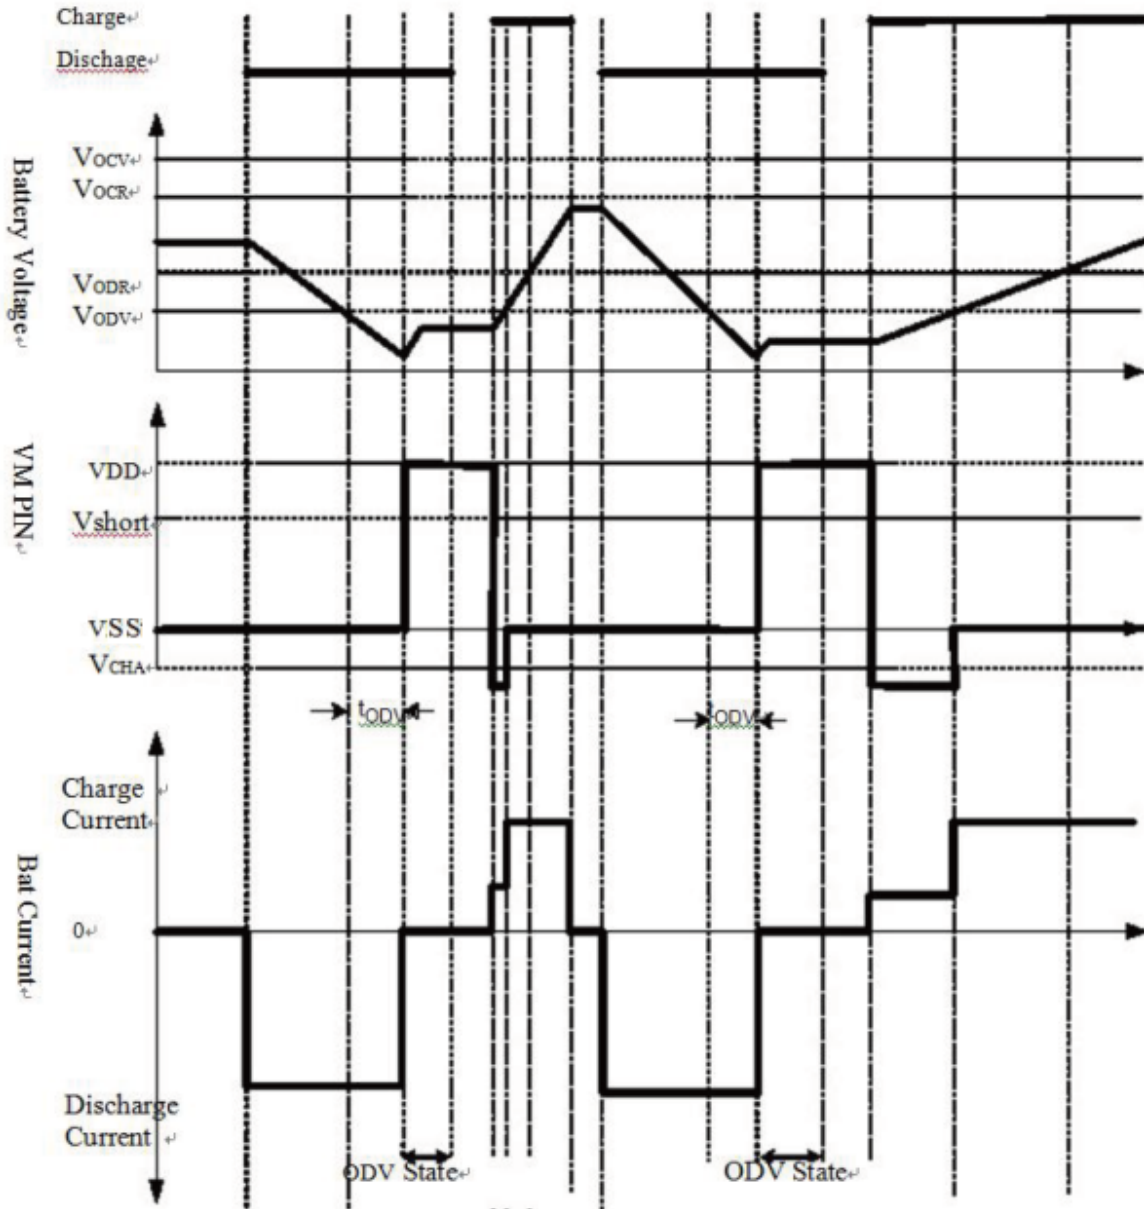 Charge
Dischage
Battery Voltage
VOCV
VOCR
VODR
VODV
VM PIN
VDD
Vshort
VSS
VCHA
tODV
tODV
Bat Current
Charge
Current
0
Discharge
Current
ODV State
ODV State